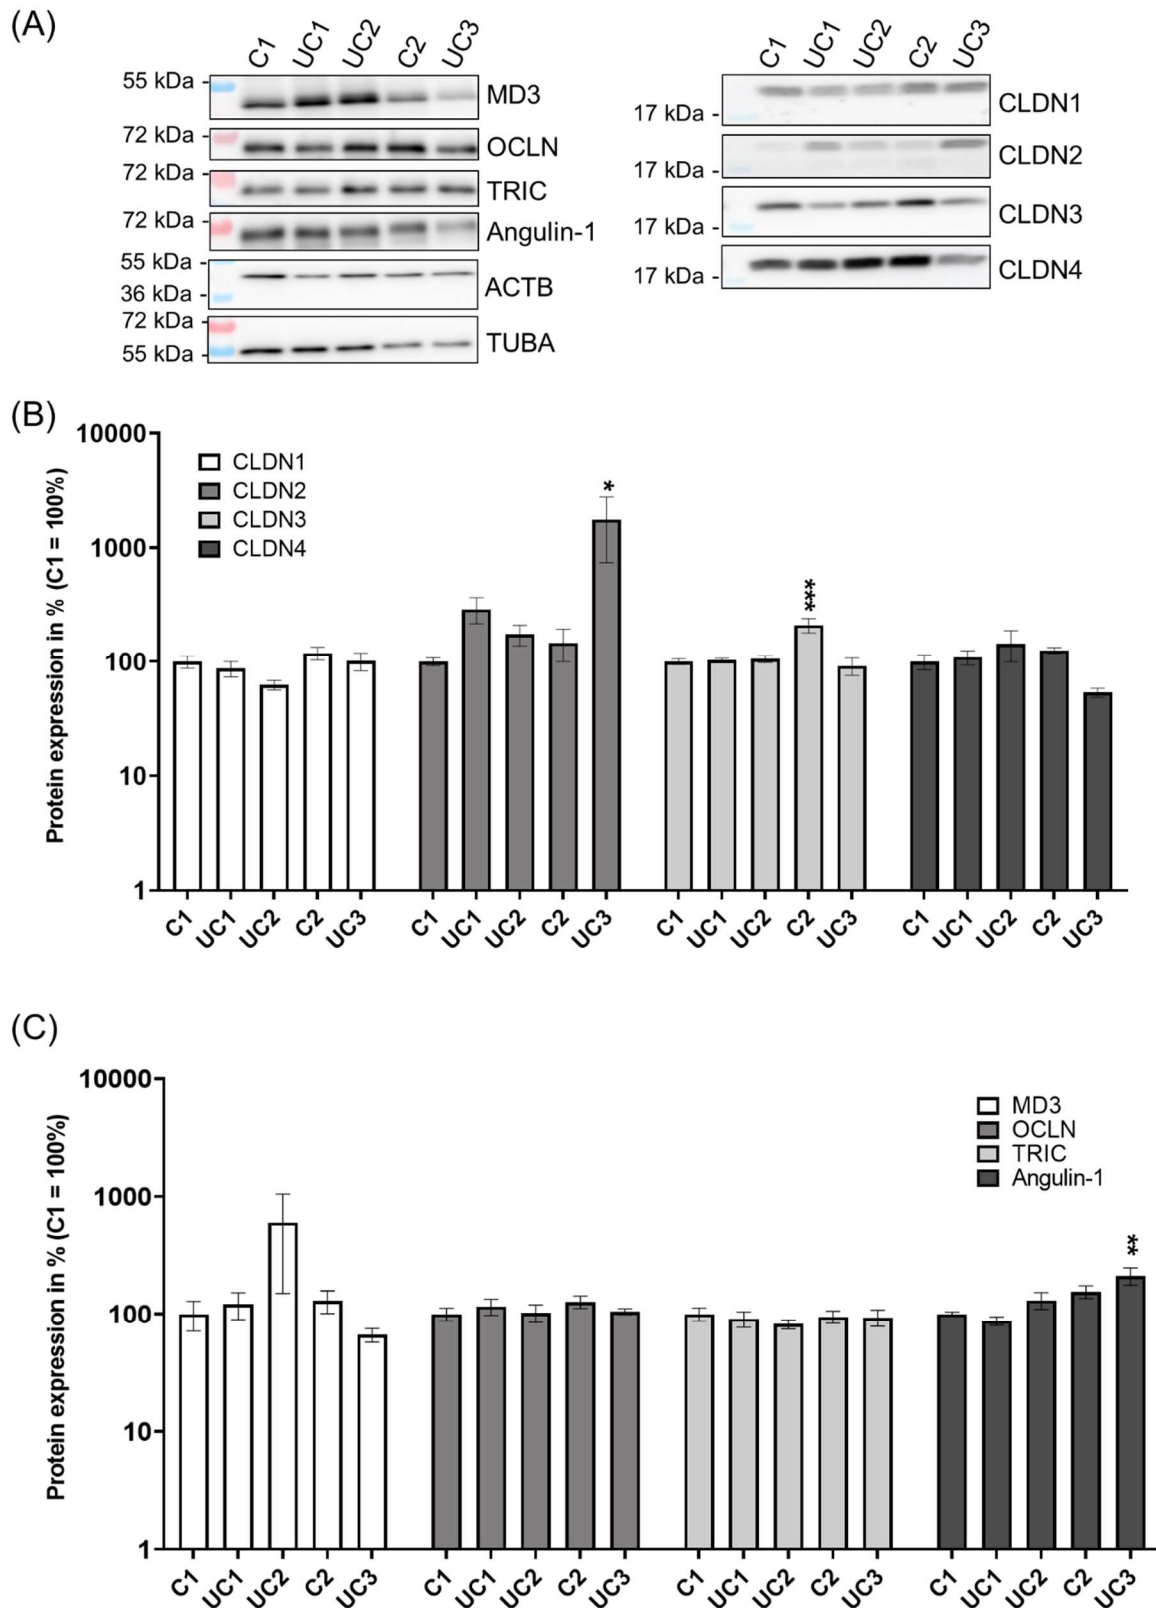 (A)
C1 UC1 UC2 C2 UC3
55 kDa - MD3
72 kDa - OCLN
72 kDa - TRIC
72 kDa - Angulin-1
55 kDa -
36 kDa - ACTB
72 kDa -
55 kDa - TUBA
C1 UC1 UC2 C2 UC3
17 kDa - CLDN1
17 kDa - CLDN2
17 kDa - CLDN3
17 kDa - CLDN4
(B)
Protein expression in % (C1 = 100%)
10000
1000
100
10
1
CLDN1
CLDN2
CLDN3
CLDN4
*
***
C1 UC1 UC2 C2 UC3 C1 UC1 UC2 C2 UC3 C1 UC1 UC2 C2 UC3 C1 UC1 UC2 C2 UC3
(C)
Protein expression in % (C1 = 100%)
10000
1000
100
10
1
MD3
OCLN
TRIC
Angulin-1
**
C1 UC1 UC2 C2 UC3 C1 UC1 UC2 C2 UC3 C1 UC1 UC2 C2 UC3 C1 UC1 UC2 C2 UC3